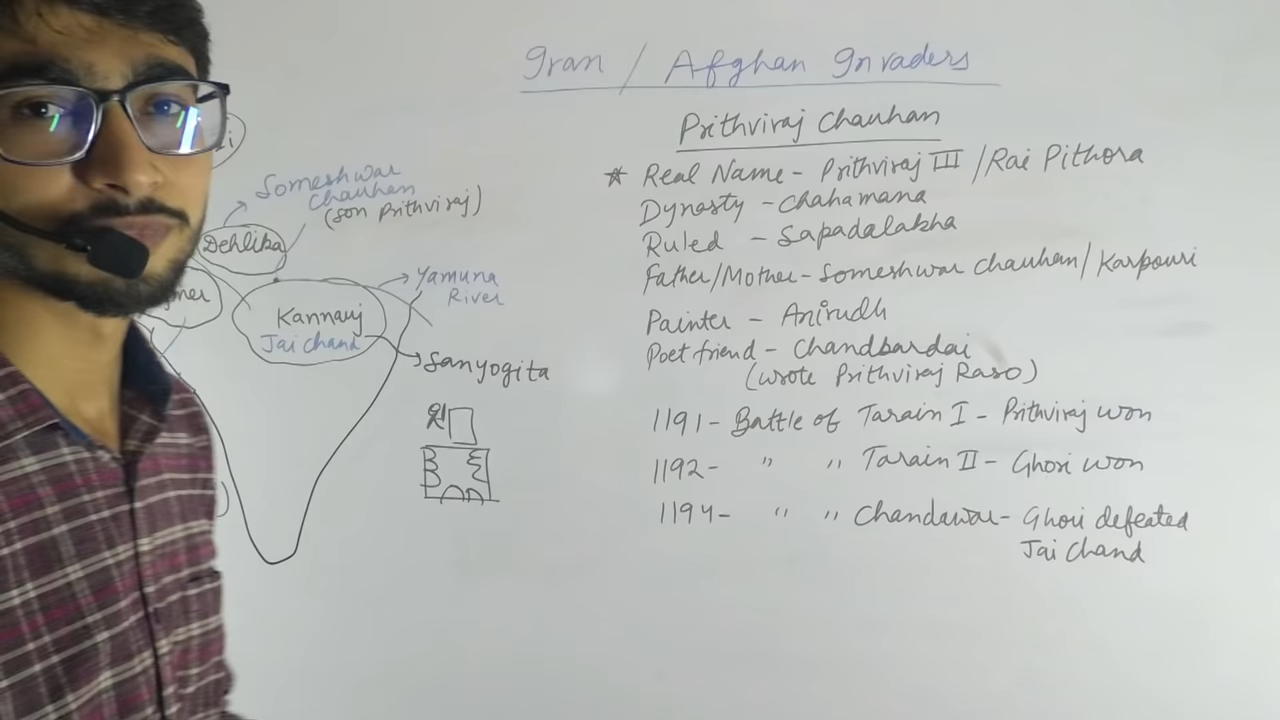 Iran / Afghan Invaders
Prithviraj Chauhan
* Real Name - Prithviraj III / Rai Pithora
Dynasty - Chahamana
Ruled - Sapadalaksha
Father/Mother - Someshwar Chauhan / Karpouri
Painter - Anirudh
Poet friend - Chandbardai
(wrote Prithviraj Raso)
1191 - Battle of Tarain I - Prithviraj won
1192 - " " Tarain II - Ghori won
1194 - " " Chandawar - Ghori defeated
Jai Chand
Someshwar
Chauhan
(son Prithviraj)
Dehlika
Yamuna
River
Kannauj
Jai Chand
Sanyogita